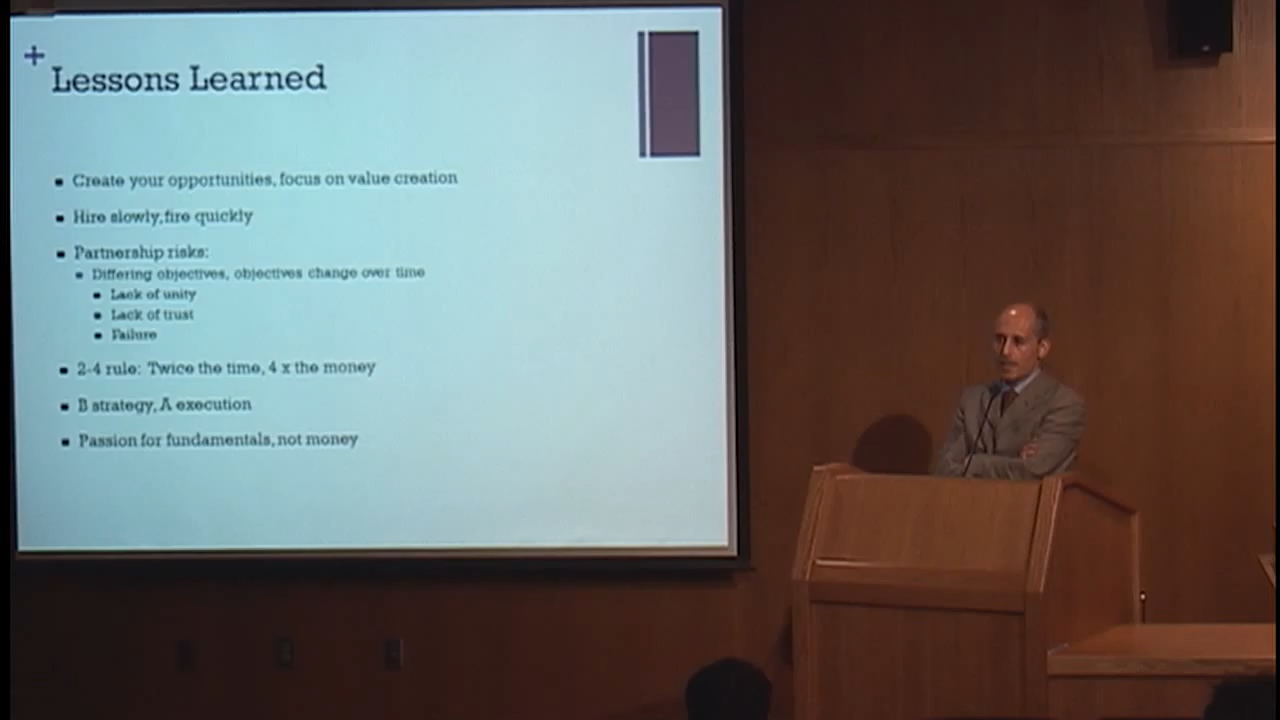 +
Lessons Learned
Create your opportunities, focus on value creation
Hire slowly, fire quickly
Partnership risks:
Differing objectives, objectives change over time
Lack of unity
Lack of trust
Failure
2-4 rule: Twice the time, 4 x the money
B strategy, A execution
Passion for fundamentals, not money